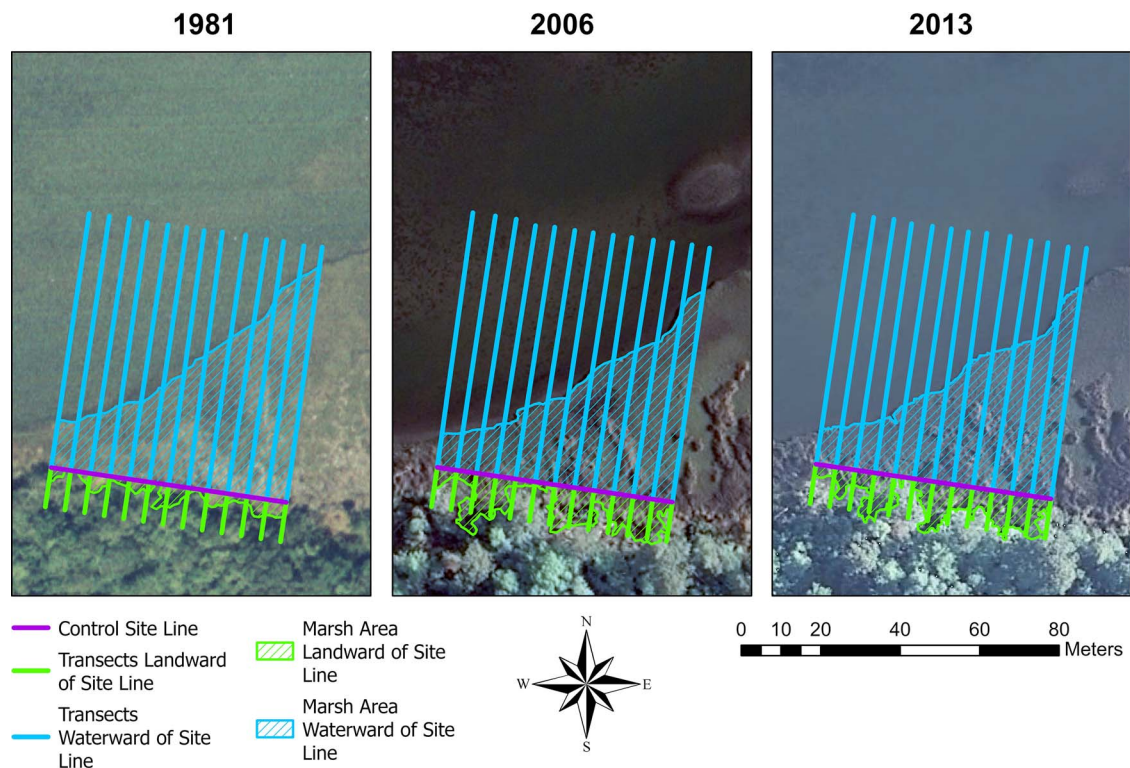 1981
2006
2013
Control Site Line
Transects Landward
of Site Line
Transects
Waterward of Site
Line
Marsh Area
Landward of Site
Line
Marsh Area
Waterward of Site
Line
N
W E
S
0 10 20 40 60 80
Meters